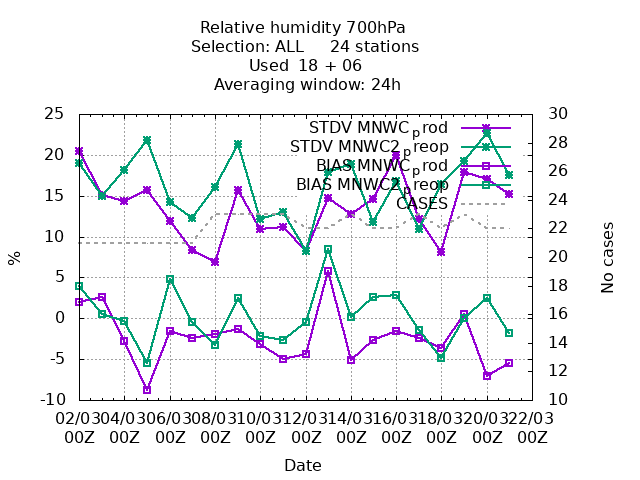 Relative humidity 700hPa
Selection: ALL 24 stations
Used 18 + 06
Averaging window: 24h
25
20
15
10
5
0
-5
-10
%
30
28
26
24
22
20
18
16
14
12
10
No cases
STDV MNWC_prod
STDV MNWC2_preop
BIAS MNWC_prod
BIAS MNWC2_preop
CASES
02/03 04/03 06/03 08/03 10/03 12/03 14/03 16/03 18/03 20/03 22/03
00Z 00Z 00Z 00Z 00Z 00Z 00Z 00Z 00Z 00Z 00Z
Date